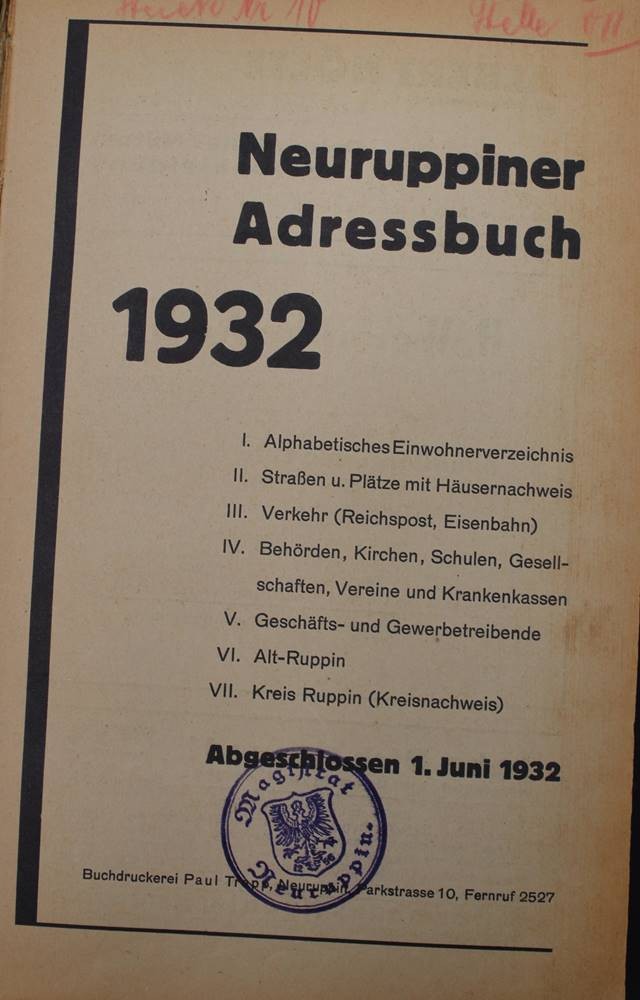 Neuruppiner
Adressbuch
1932
I. Alphabetisches Einwohnerverzeichnis
II. Straßen u. Plätze mit Häusernachweis
III. Verkehr (Reichspost, Eisenbahn)
IV. Behörden, Kirchen, Schulen, Gesell-
schaften, Vereine und Krankenkassen
V. Geschäfts- und Gewerbetreibende
VI. Alt-Ruppin
VII. Kreis Ruppin (Kreisnachweis)
Abgeschlossen 1. Juni 1932
Magistrat
Neuruppin.
Buchdruckerei Paul Trapp, Neuruppin, Parkstrasse 10, Fernruf 2527